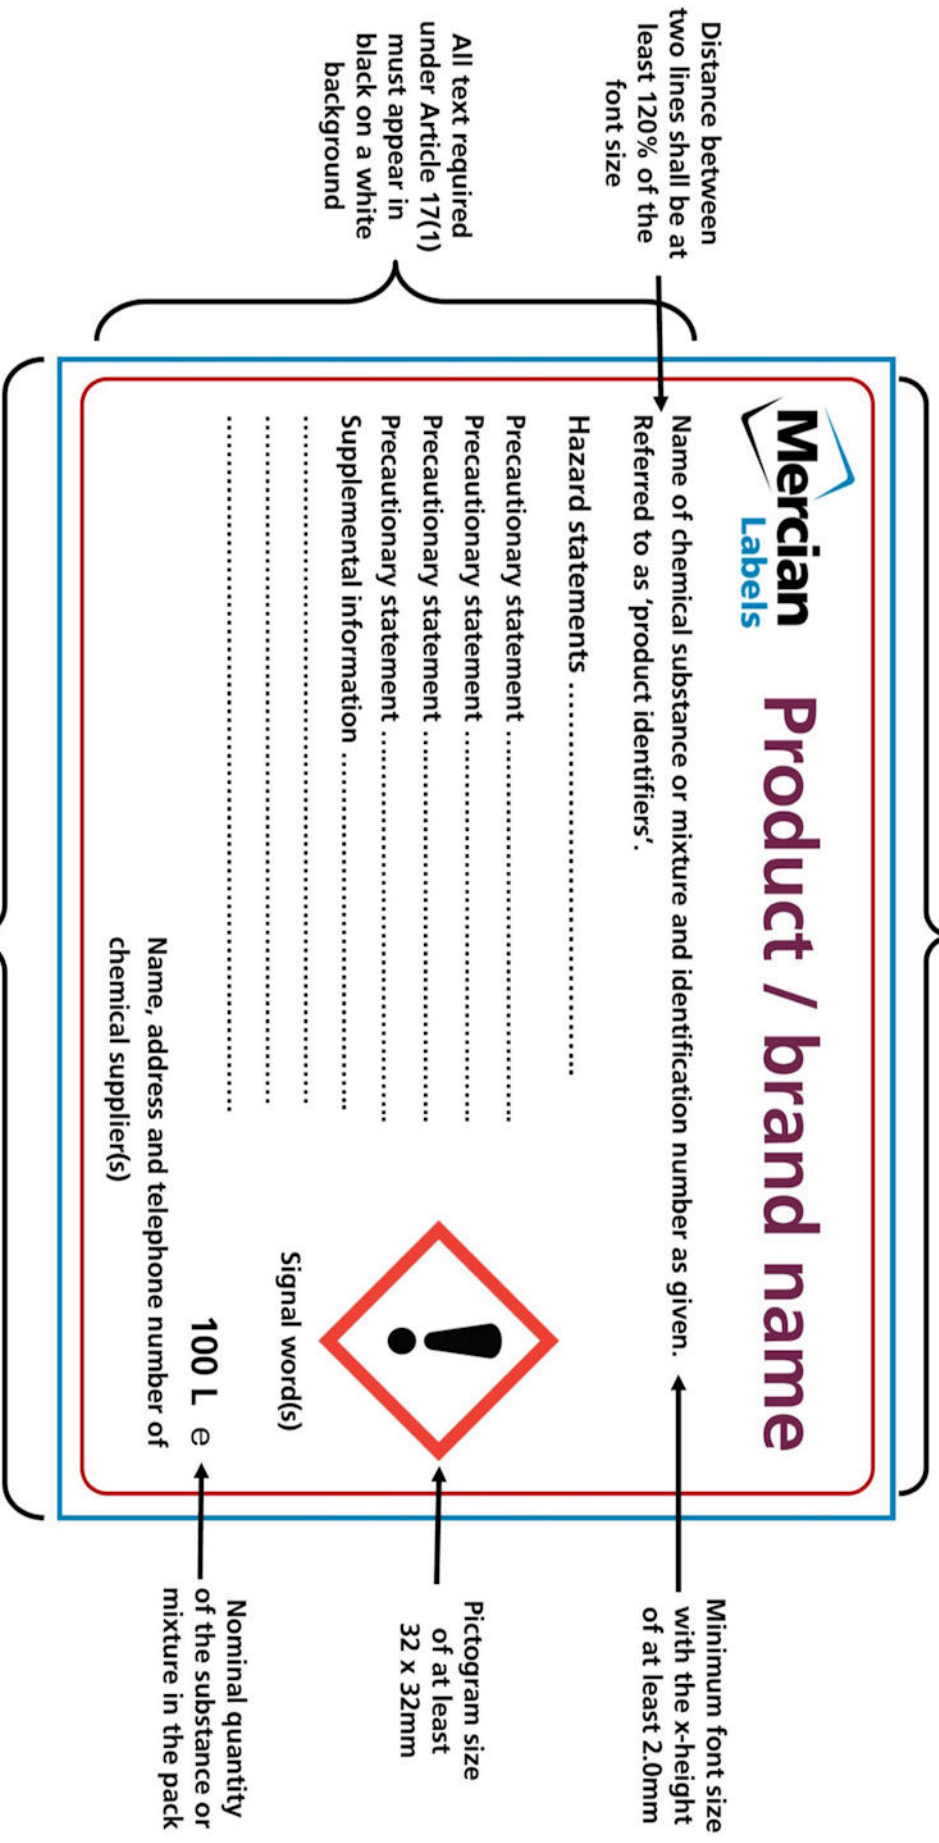 Distance between
two lines shall be at
least 120% of the
font size
All text required
under Article 17(1)
must appear in
black on a white
background
Mercian
Labels
Product / brand name
Name of chemical substance or mixture and identification number as given.
Referred to as 'product identifiers'.
Hazard statements ................................................
Precautionary statement ................................................
Precautionary statement ................................................
Precautionary statement ................................................
Precautionary statement ................................................
Supplemental information ............................................
................................................................................
................................................................................
................................................................................
Signal word(s)
100 L e
Name, address and telephone number of
chemical supplier(s)
Minimum font size
with the x-height
of at least 2.0mm
Pictogram size
of at least
32 x 32mm
Nominal quantity
of the substance or
mixture in the pack